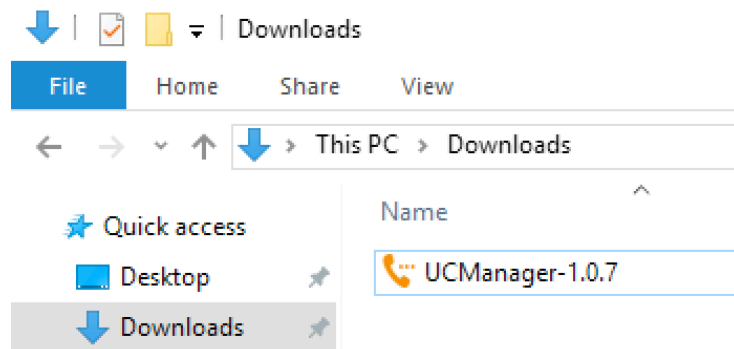 Downloads
File Home Share View
This PC > Downloads
Quick access
Desktop
Downloads
Name
UCManager-1.0.7